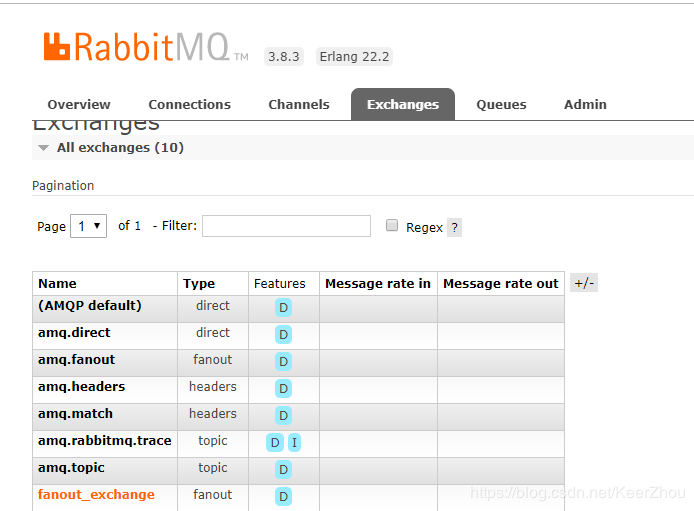 RabbitMQ TM 3.8.3 Erlang 22.2
Overview Connections Channels Exchanges Queues Admin
Exchanges
All exchanges (10)
Pagination
Page 1 of 1 - Filter: Regex ?
Name Type Features Message rate in Message rate out +/-
(AMQP default) direct D
amq.direct direct D
amq.fanout fanout D
amq.headers headers D
amq.match headers D
amq.rabbitmq.trace topic D I
amq.topic topic D
fanout_exchange fanout D
https://blog.csdn.net/KeerZhou